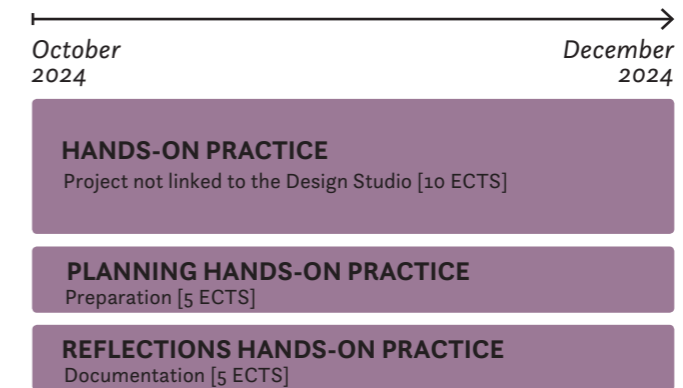 October
December
2024
2024
HANDS-ON PRACTICE
Project not linked to the Design Studio [10 ECTS]
PLANNING HANDS-ON PRACTICE
Preparation [5 ECTS]
REFLECTIONS HANDS-ON PRACTICE
Documentation [5 ECTS]